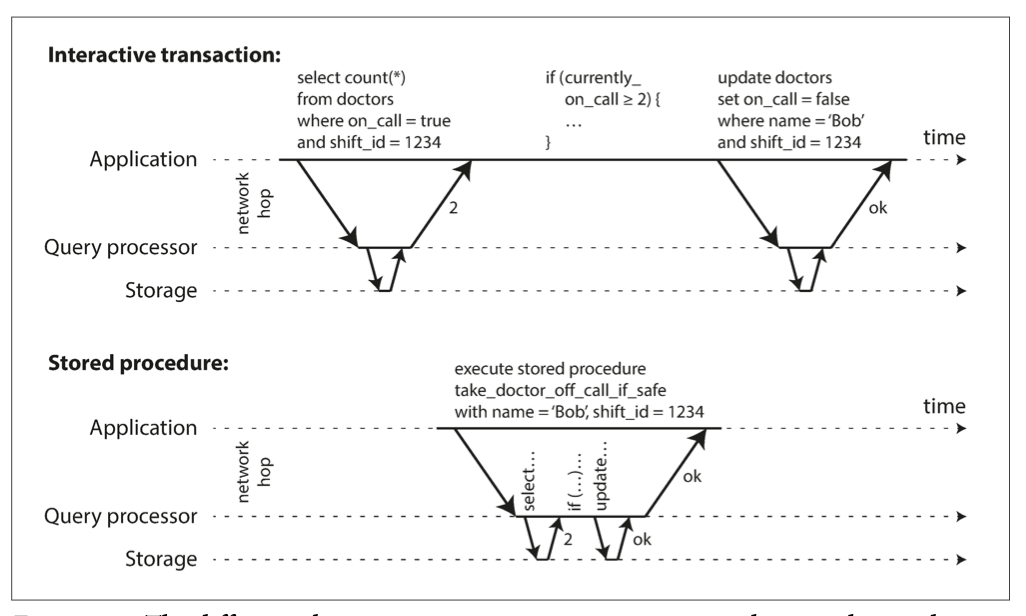 Interactive transaction:
select count(*)
from doctors
where on_call = true
and shift_id = 1234
if (currently_
on_call ≥ 2) {
...
}
update doctors
set on_call = false
where name = ‘Bob’
and shift_id = 1234
time
Application
network
hop
2
ok
Query processor
Storage
Stored procedure:
execute stored procedure
take_doctor_off_call_if_safe
with name = ‘Bob’, shift_id = 1234
time
Application
network
hop
select...
if (...)...
update...
ok
Query processor
2
ok
Storage